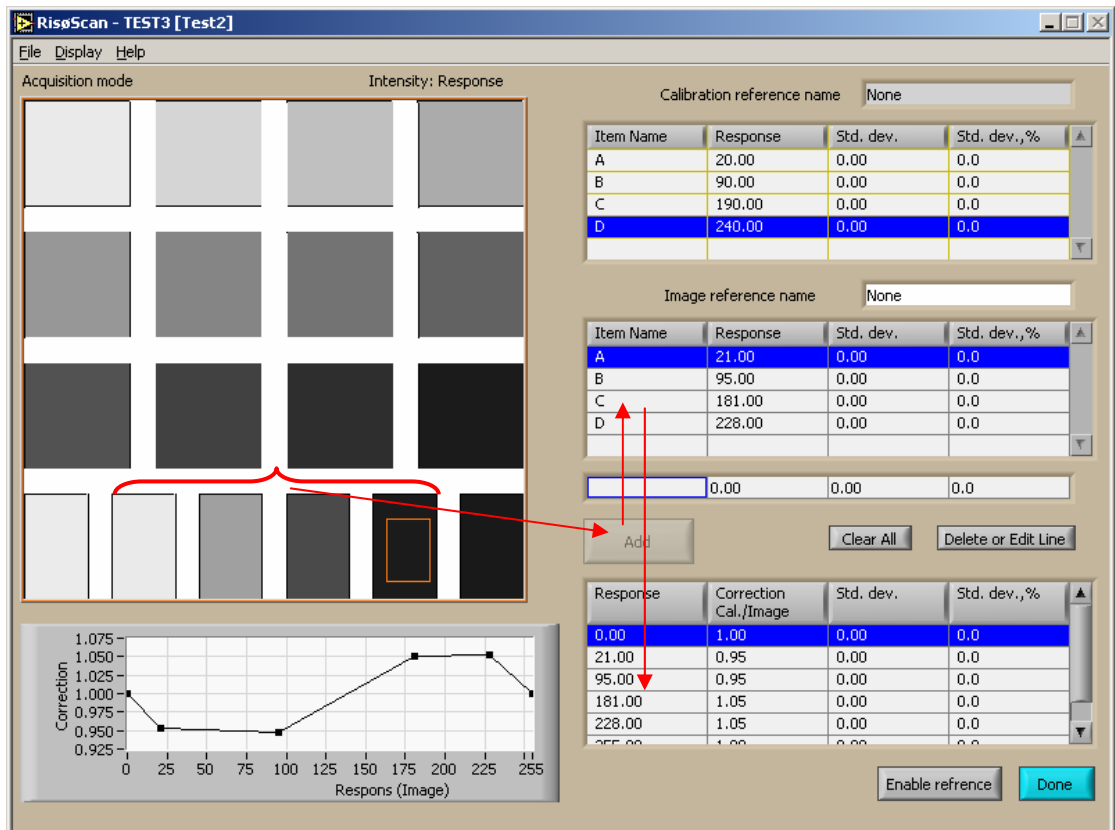 RisøScan - TEST3 [Test2]
File Display Help
Acquisition mode
Intensity: Response
Calibration reference name None
Item Name Response Std. dev. Std. dev.,%
A 20.00 0.00 0.0
B 90.00 0.00 0.0
C 190.00 0.00 0.0
D 240.00 0.00 0.0
Image reference name None
Item Name Response Std. dev. Std. dev.,%
A 21.00 0.00 0.0
B 95.00 0.00 0.0
C 181.00 0.00 0.0
D 228.00 0.00 0.0
0.00 0.00 0.0
Add Clear All Delete or Edit Line
Response Correction Cal./Image Std. dev. Std. dev.,%
0.00 1.00 0.00 0.0
21.00 0.95 0.00 0.0
95.00 0.95 0.00 0.0
181.00 1.05 0.00 0.0
228.00 1.05 0.00 0.0
255.00 1.00 0.00 0.0
Correction
1.075
1.050
1.025
1.000
0.975
0.950
0.925
0 25 50 75 100 125 150 175 200 225 255
Respons (Image)
Enable refrence Done